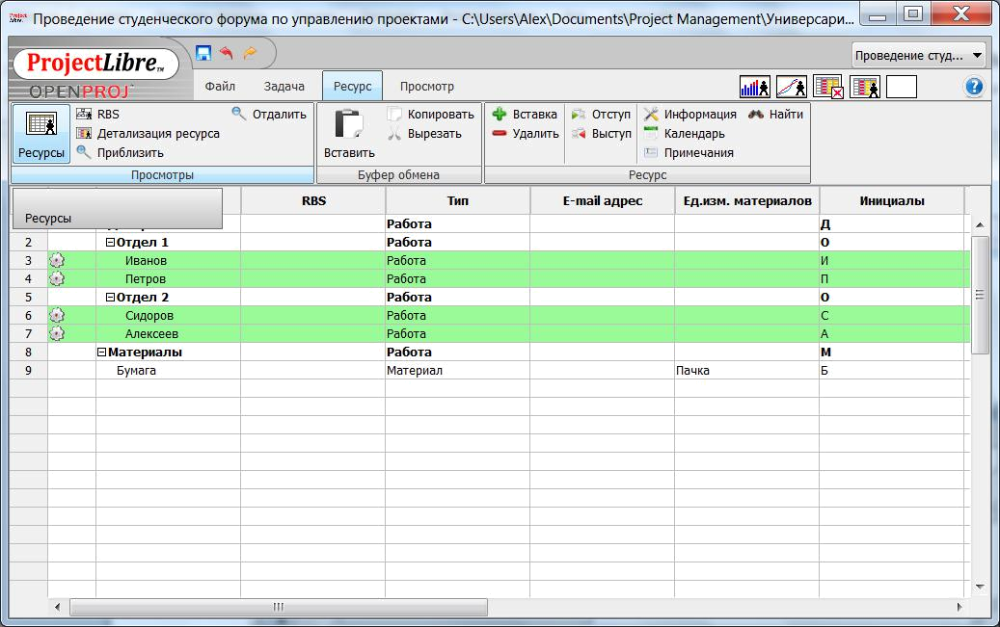 Проведение студенческого форума по управлению проектами - C:\Users\Alex\Documents\Project Management\Универсари...
ProjectLibre™
OPENPROJ
Проведение студ...
Файл Задача Ресурс Просмотр
RBS Отдалить Копировать Вставка Отступ Информация Найти
Детализация ресурса Вырезать Удалить Выступ Календарь
Ресурсы Приблизить Вставить Примечания
Просмотры Буфер обмена Ресурс
RBS Тип E-mail адрес Ед.изм. материалов Инициалы
Ресурсы
Работа Д
2 Отдел 1 Работа О
3 Иванов Работа И
4 Петров Работа П
5 Отдел 2 Работа О
6 Сидоров Работа С
7 Алексеев Работа А
8 Материалы Работа М
9 Бумага Материал Пачка Б